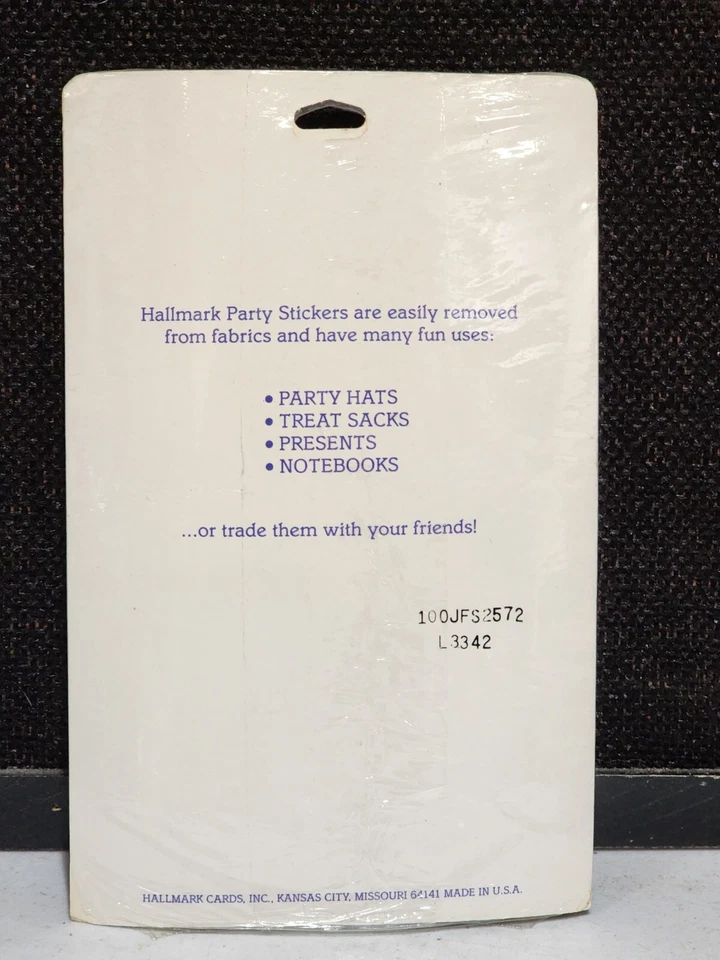 Hallmark Party Stickers are easily removed
from fabrics and have many fun uses:
• PARTY HATS
• TREAT SACKS
• PRESENTS
• NOTEBOOKS
...or trade them with your friends!
100JFS2572
L3342
HALLMARK CARDS, INC., KANSAS CITY, MISSOURI 64141 MADE IN U.S.A.